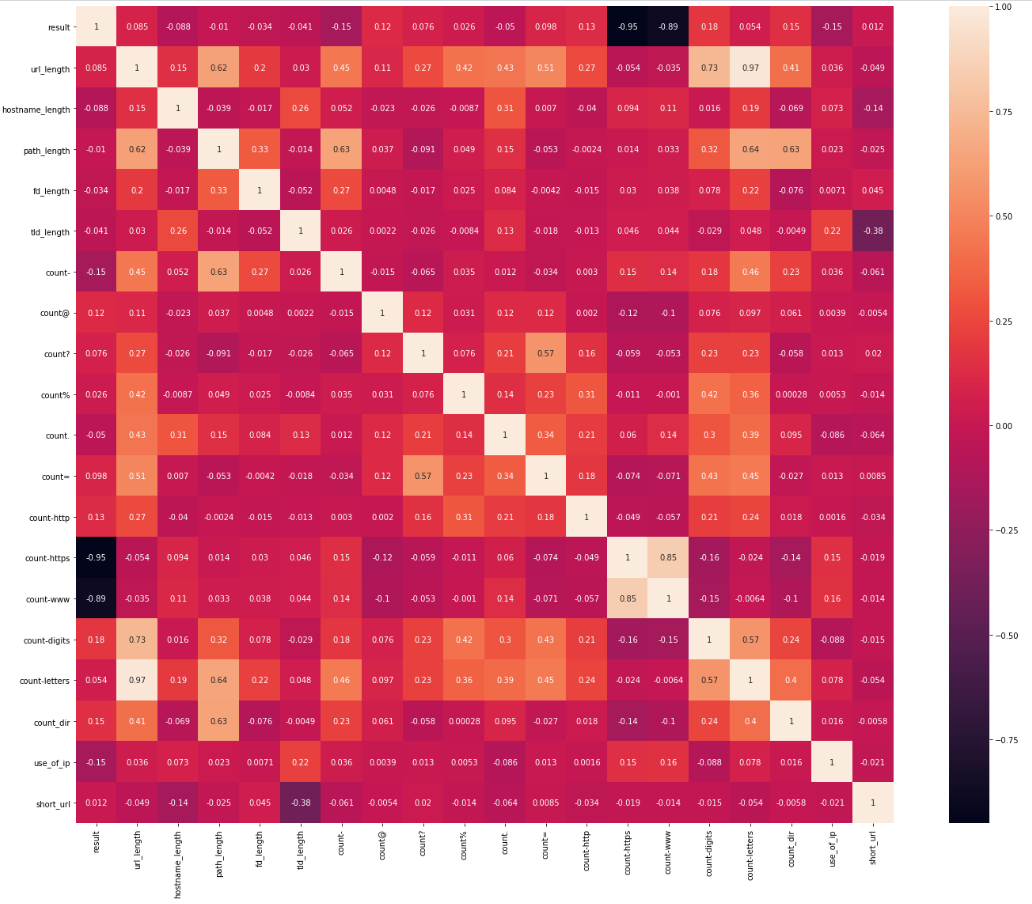 result 1 0.085 -0.088 -0.01 -0.034 -0.041 -0.15 0.12 0.076 0.026 -0.05 0.098 0.13 -0.95 -0.89 0.18 0.054 0.15 -0.15 0.012
url_length 0.085 1 0.15 0.62 0.2 0.03 0.45 0.11 0.27 0.42 0.43 0.51 0.27 -0.054 -0.035 0.73 0.97 0.41 0.036 -0.049
hostname_length -0.088 0.15 1 -0.039 -0.017 0.26 0.052 -0.023 -0.026 -0.0087 0.31 0.007 -0.04 0.094 0.11 0.016 0.19 -0.069 0.073 -0.14
path_length -0.01 0.62 -0.039 1 0.33 -0.014 0.63 0.037 -0.091 0.049 0.15 -0.053 -0.0024 0.014 0.033 0.32 0.64 0.63 0.023 -0.025
fd_length -0.034 0.2 -0.017 0.33 1 -0.052 0.27 0.0048 -0.017 0.025 0.084 -0.0042 -0.015 0.03 0.038 0.078 0.22 -0.076 0.0071 0.045
tld_length -0.041 0.03 0.26 -0.014 -0.052 1 0.026 0.0022 -0.026 -0.0084 0.13 -0.018 -0.013 0.046 0.044 -0.029 0.048 -0.0049 0.22 -0.38
count- -0.15 0.45 0.052 0.63 0.27 0.026 1 -0.015 -0.065 0.035 0.012 -0.034 0.003 0.15 0.14 0.18 0.46 0.23 0.036 -0.061
count@ 0.12 0.11 -0.023 0.037 0.0048 0.0022 -0.015 1 0.12 0.031 0.12 0.12 0.002 -0.12 -0.1 0.076 0.097 0.061 0.0039 -0.0054
count? 0.076 0.27 -0.026 -0.091 -0.017 -0.026 -0.065 0.12 1 0.076 0.21 0.57 0.16 -0.059 -0.053 0.23 0.23 -0.058 0.013 0.02
count% 0.026 0.42 -0.0087 0.049 0.025 -0.0084 0.035 0.031 0.076 1 0.14 0.23 0.31 -0.011 -0.001 0.42 0.36 0.00028 0.0053 -0.014
count. -0.05 0.43 0.31 0.15 0.084 0.13 0.012 0.12 0.21 0.14 1 0.34 0.21 0.06 0.14 0.3 0.39 0.095 -0.086 -0.064
count= 0.098 0.51 0.007 -0.053 -0.0042 -0.018 -0.034 0.12 0.57 0.23 0.34 1 0.18 -0.074 -0.071 0.43 0.45 -0.027 0.013 0.0085
count-http 0.13 0.27 -0.04 -0.0024 -0.015 -0.013 0.003 0.002 0.16 0.31 0.21 0.18 1 -0.049 -0.057 0.21 0.24 0.018 0.0016 -0.034
count-https -0.95 -0.054 0.094 0.014 0.03 0.046 0.15 -0.12 -0.059 -0.011 0.06 -0.074 -0.049 1 0.85 -0.16 -0.024 -0.14 0.15 -0.019
count-www -0.89 -0.035 0.11 0.033 0.038 0.044 0.14 -0.1 -0.053 -0.001 0.14 -0.071 -0.057 0.85 1 -0.15 -0.0064 -0.1 0.16 -0.014
count-digits 0.18 0.73 0.016 0.32 0.078 -0.029 0.18 0.076 0.23 0.42 0.3 0.43 0.21 -0.16 -0.15 1 0.57 0.24 -0.088 -0.015
count-letters 0.054 0.97 0.19 0.64 0.22 0.048 0.46 0.097 0.23 0.36 0.39 0.45 0.24 -0.024 -0.0064 0.57 1 0.4 0.078 -0.054
count_dir 0.15 0.41 -0.069 0.63 -0.076 -0.0049 0.23 0.061 -0.058 0.00028 0.095 -0.027 0.018 -0.14 -0.1 0.24 0.4 1 0.016 -0.0058
use_of_ip -0.15 0.036 0.073 0.023 0.0071 0.22 0.036 0.0039 0.013 0.0053 -0.086 0.013 0.0016 0.15 0.16 -0.088 0.078 0.016 1 -0.021
short_url 0.012 -0.049 -0.14 -0.025 0.045 -0.38 -0.061 -0.0054 0.02 -0.014 -0.064 0.0085 -0.034 -0.019 -0.014 -0.015 -0.054 -0.0058 -0.021 1
result url_length hostname_length path_length fd_length tld_length count- count@ count? count% count. count= count-http count-https count-www count-digits count-letters count_dir use_of_ip short_url
1.00
0.75
0.50
0.25
0.00
−0.25
−0.50
−0.75